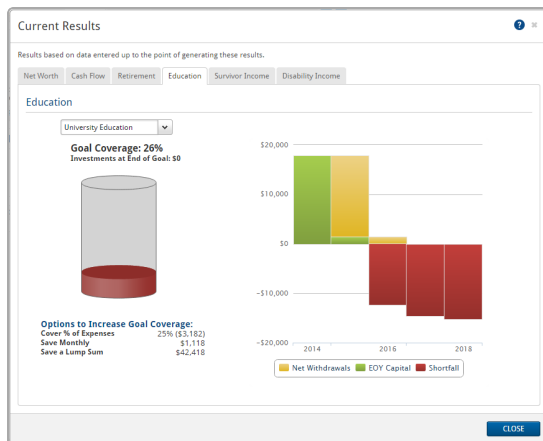 Current Results
Results based on data entered up to the point of generating these results.
Net Worth Cash Flow Retirement Education Survivor Income Disability Income
Education
University Education
Goal Coverage: 26%
Investments at End of Goal: $0
Options to Increase Goal Coverage:
Cover % of Expenses 25% ($3,182)
Save Monthly $1,118
Save a Lump Sum $42,418
$20,000
$10,000
$0
-$10,000
-$20,000
2014 2016 2018
Net Withdrawals EOY Capital Shortfall
CLOSE